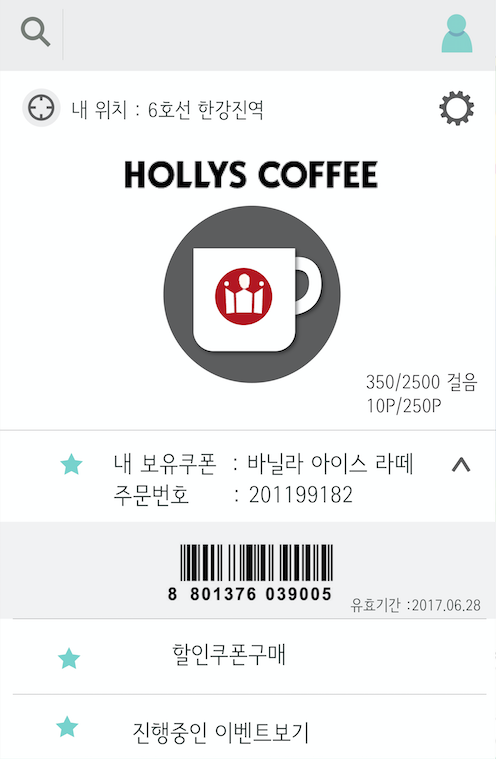 내 위치 : 6호선 한강진역
HOLLYS COFFEE
350/2500 걸음
10P/250P
내 보유쿠폰 : 바닐라 아이스 라떼
주문번호 : 201199182
8 801376 039005
유효기간 :2017.06.28
할인쿠폰구매
진행중인 이벤트보기